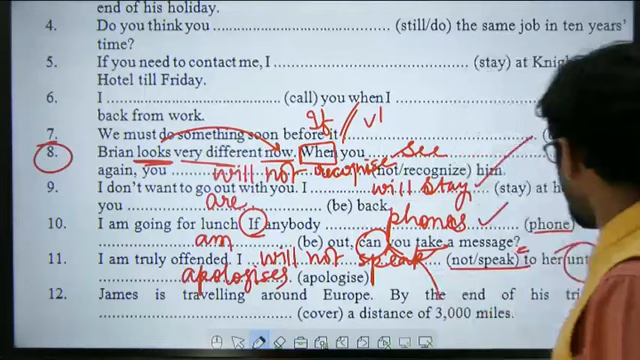 end of his holiday.
4. Do you think you .................................... (still/do) the same job in ten years'
time?
5. If you need to contact me, I .................................... (stay) at Knig
Hotel till Friday.
6. I .................................... (call) you when I ....................................
back from work.
If V1
7. We must do something soon before it ....................................
8. Brian looks very different now. When you ........ see
again, you ........ will not recognise (not/recognize) him.
9. I don't want to go out with you. I ........ will stay (stay) at h
you ........ are (be) back.
10. I am going for lunch. If anybody ........ phones (phone)
........ am (be) out, can you take a message?
11. I am truly offended. I ... will not speak (not/speak) to her unt
........ apologises (apologise)
12. James is travelling around Europe. By the end of his tri
.................................... (cover) a distance of 3,000 miles.